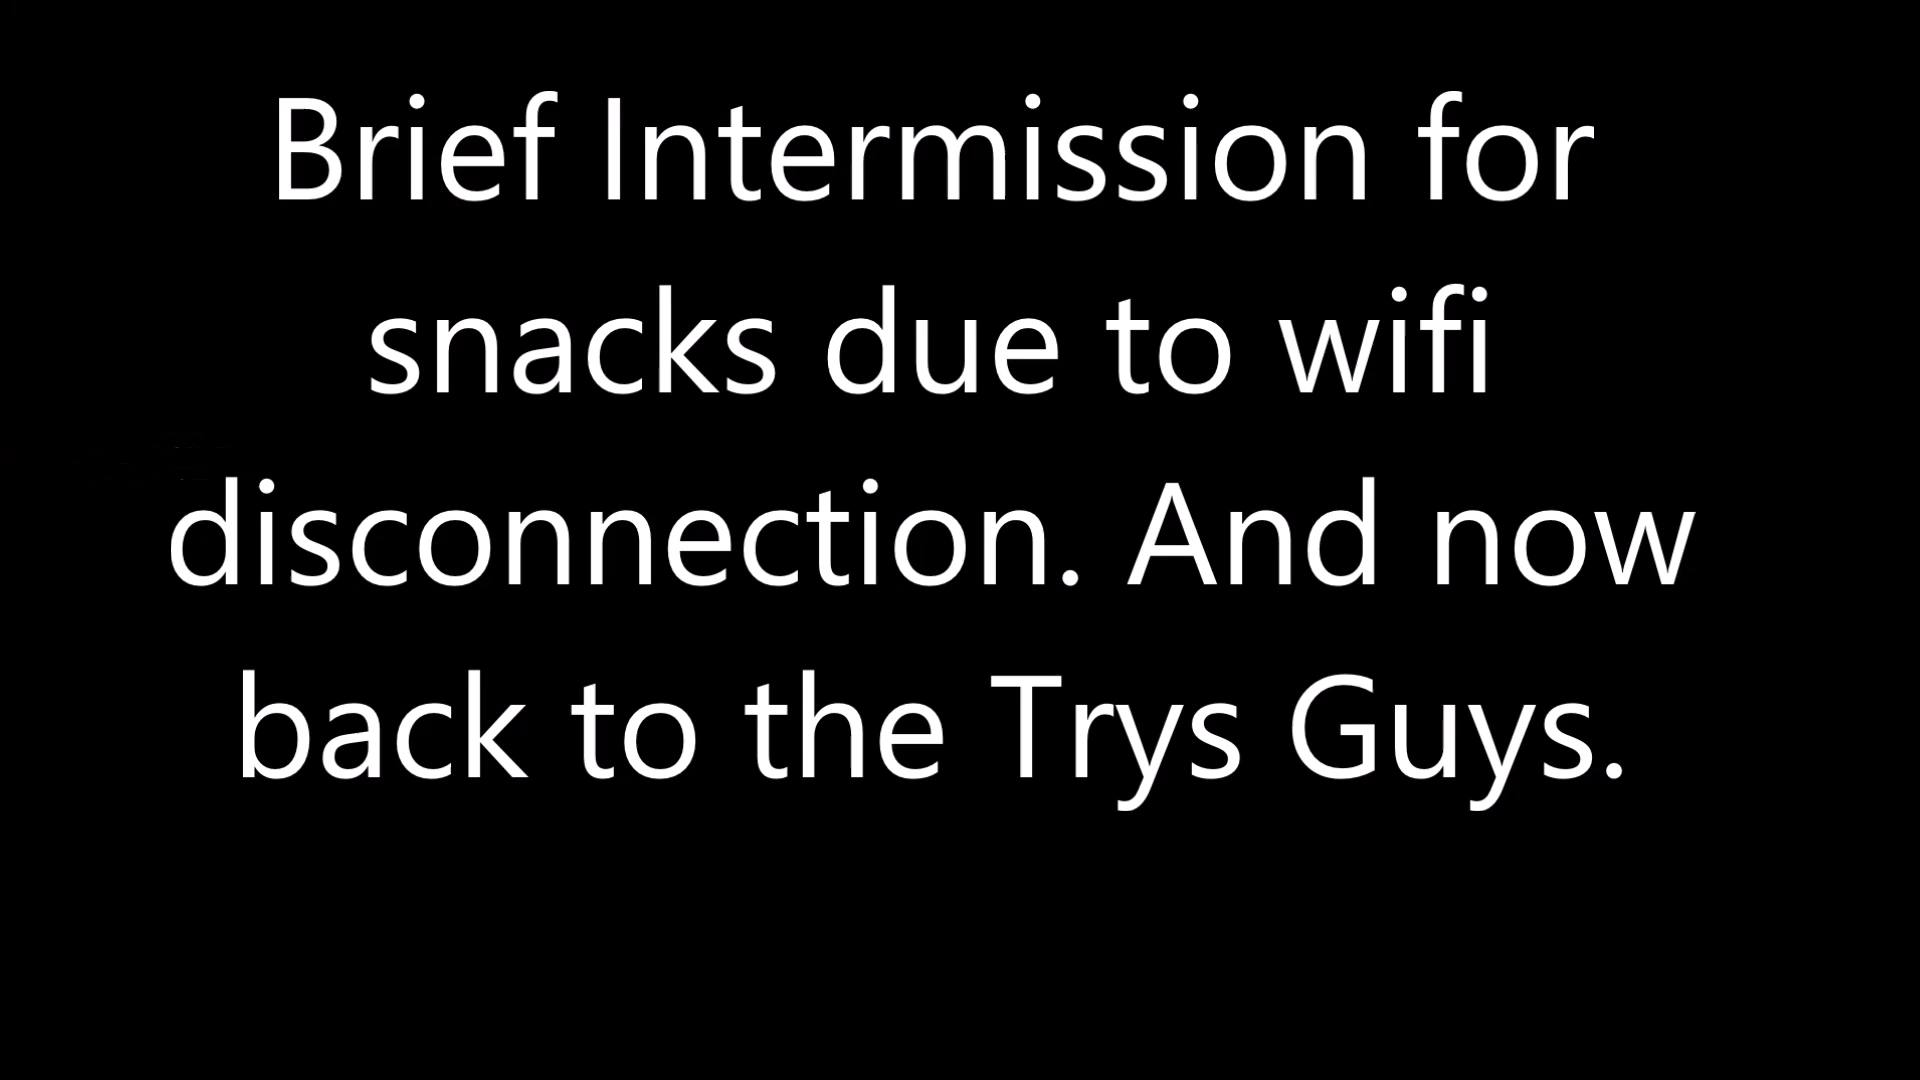 Brief Intermission for
snacks due to wifi
disconnection. And now
back to the Trys Guys.